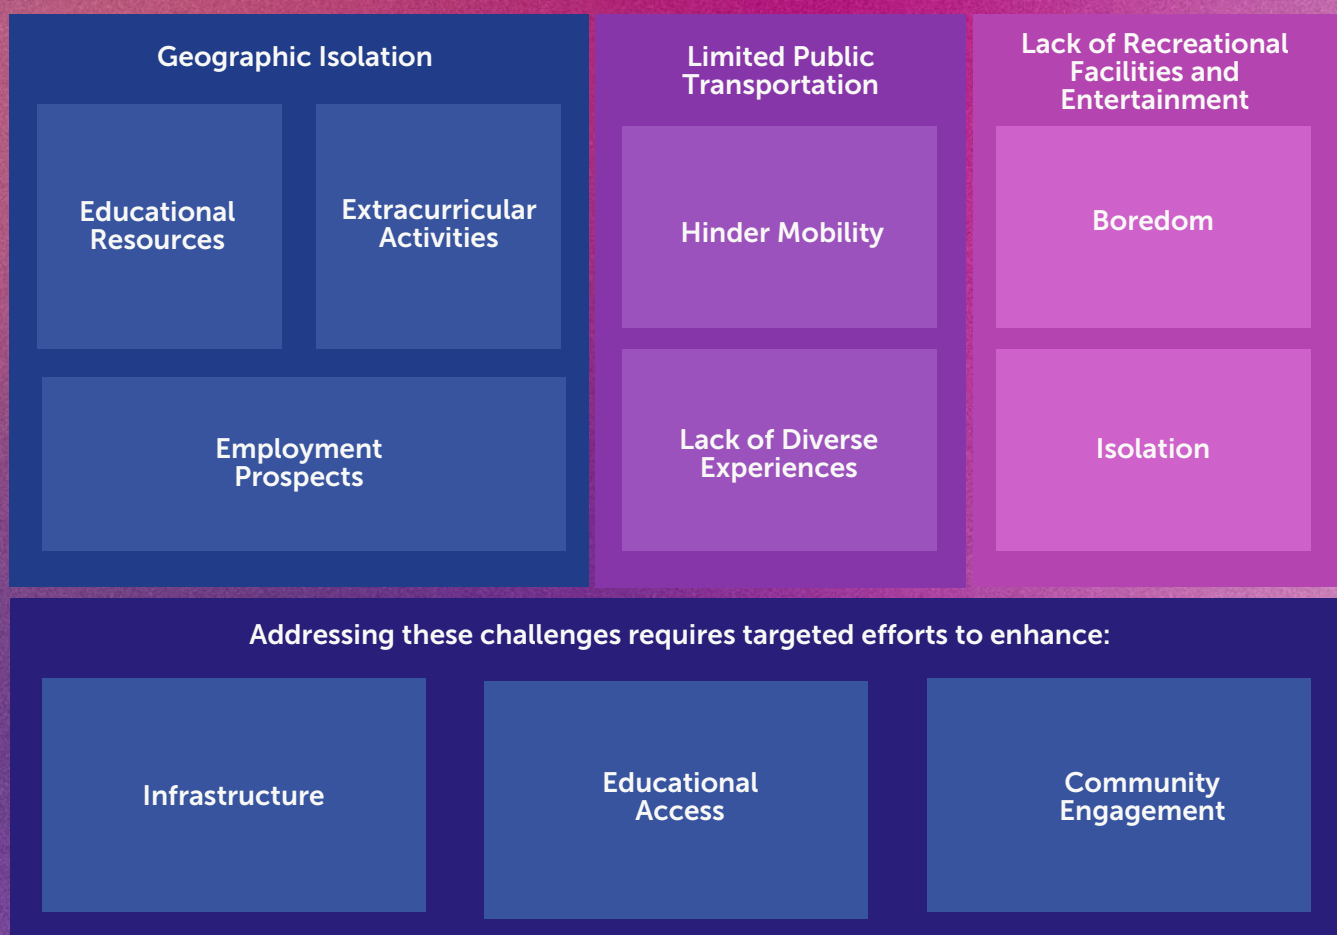 Geographic Isolation
Educational
Resources
Extracurricular
Activities
Employment
Prospects
Limited Public
Transportation
Hinder Mobility
Lack of Diverse
Experiences
Lack of Recreational
Facilities and
Entertainment
Boredom
Isolation
Addressing these challenges requires targeted efforts to enhance:
Infrastructure
Educational
Access
Community
Engagement